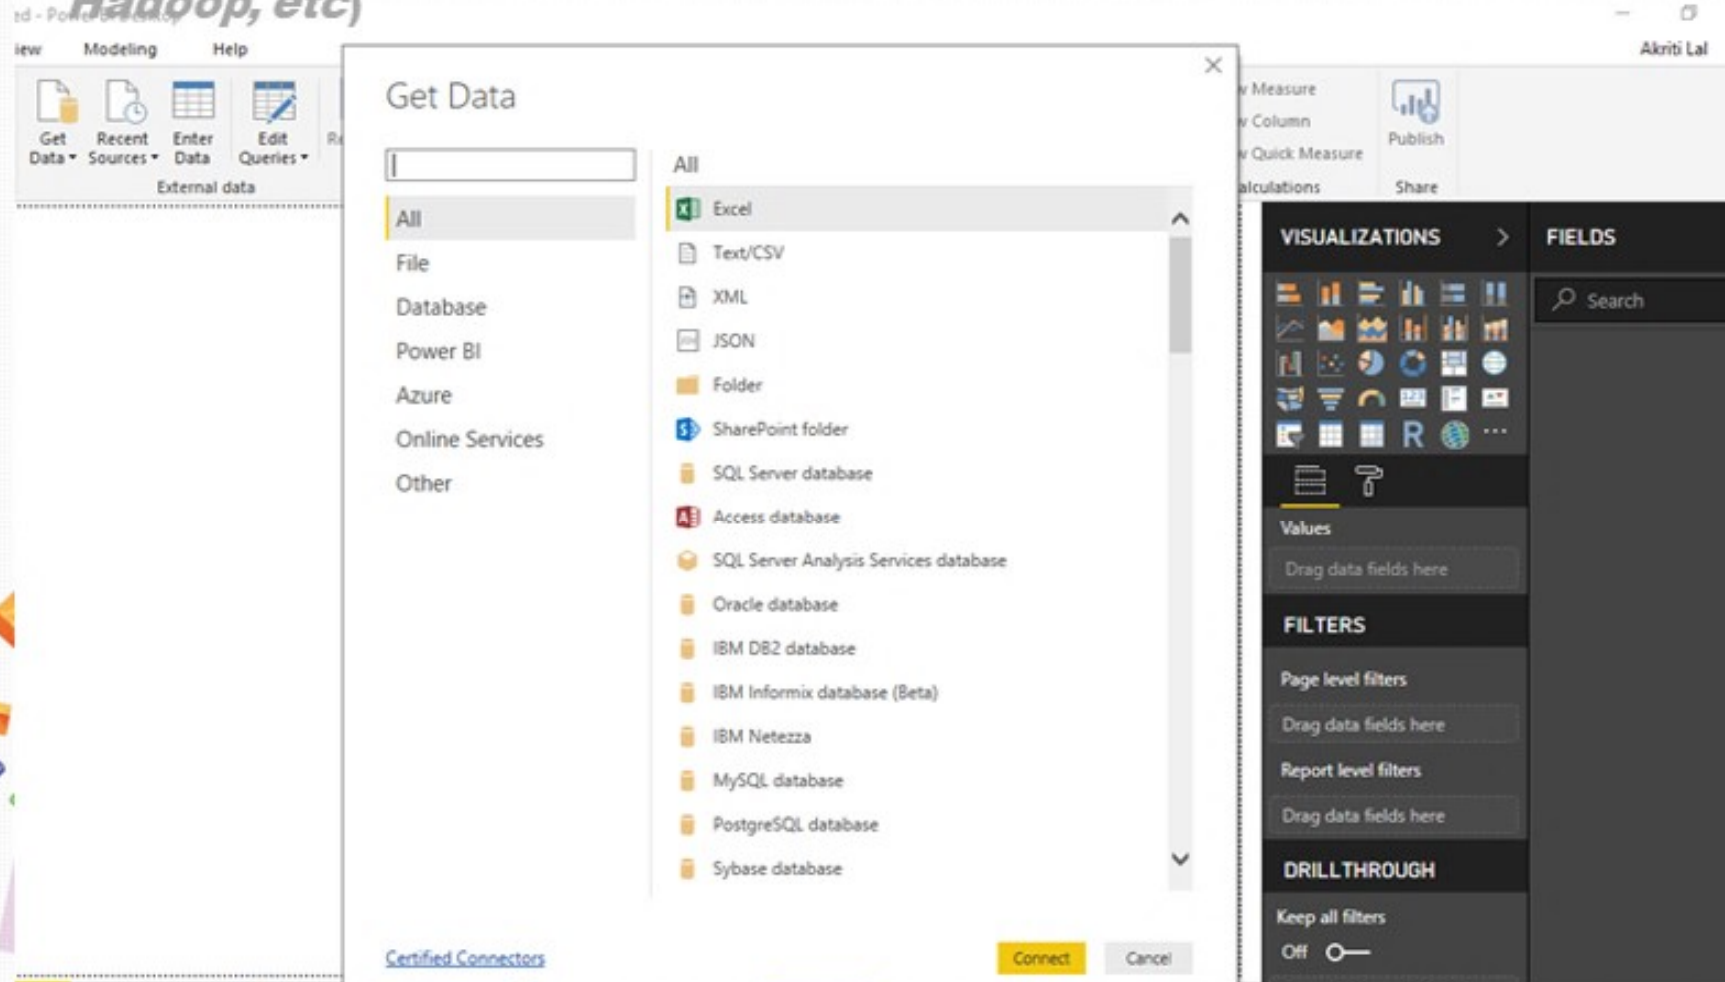 Hadoop, etc)
ed - Power BI Desktop
iew Modeling Help
Akriti Lal
Get Data
Recent Sources
Enter Data
Edit Queries
External data
Get Data
All
File
Database
Power BI
Azure
Online Services
Other
All
Excel
Text/CSV
XML
JSON
Folder
SharePoint folder
SQL Server database
Access database
SQL Server Analysis Services database
Oracle database
IBM DB2 database
IBM Informix database (Beta)
IBM Netezza
MySQL database
PostgreSQL database
Sybase database
Certified Connectors
Connect
Cancel
w Measure
w Column
w Quick Measure
alculations
Publish
Share
VISUALIZATIONS
FIELDS
Search
123
R
Values
Drag data fields here
FILTERS
Page level filters
Drag data fields here
Report level filters
Drag data fields here
DRILLTHROUGH
Keep all filters
Off